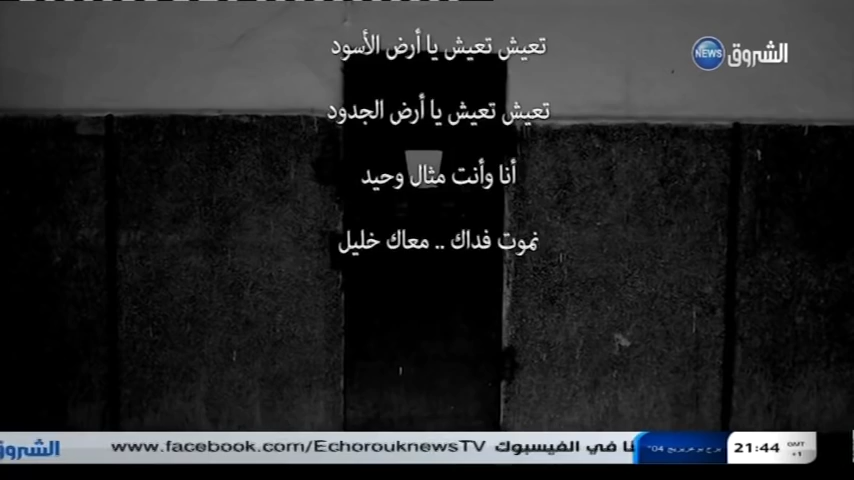 تعيش تعيش يا أرض الأسود
الشروق NEWS
تعيش تعيش يا أرض الجدود
أنا وأنت مثال وحيد
نموت فداك .. معاك خليل
الشروق
www.facebook.com/EchorouknewsTV نا في الفيسبوك
04°
21:44 GMT +1